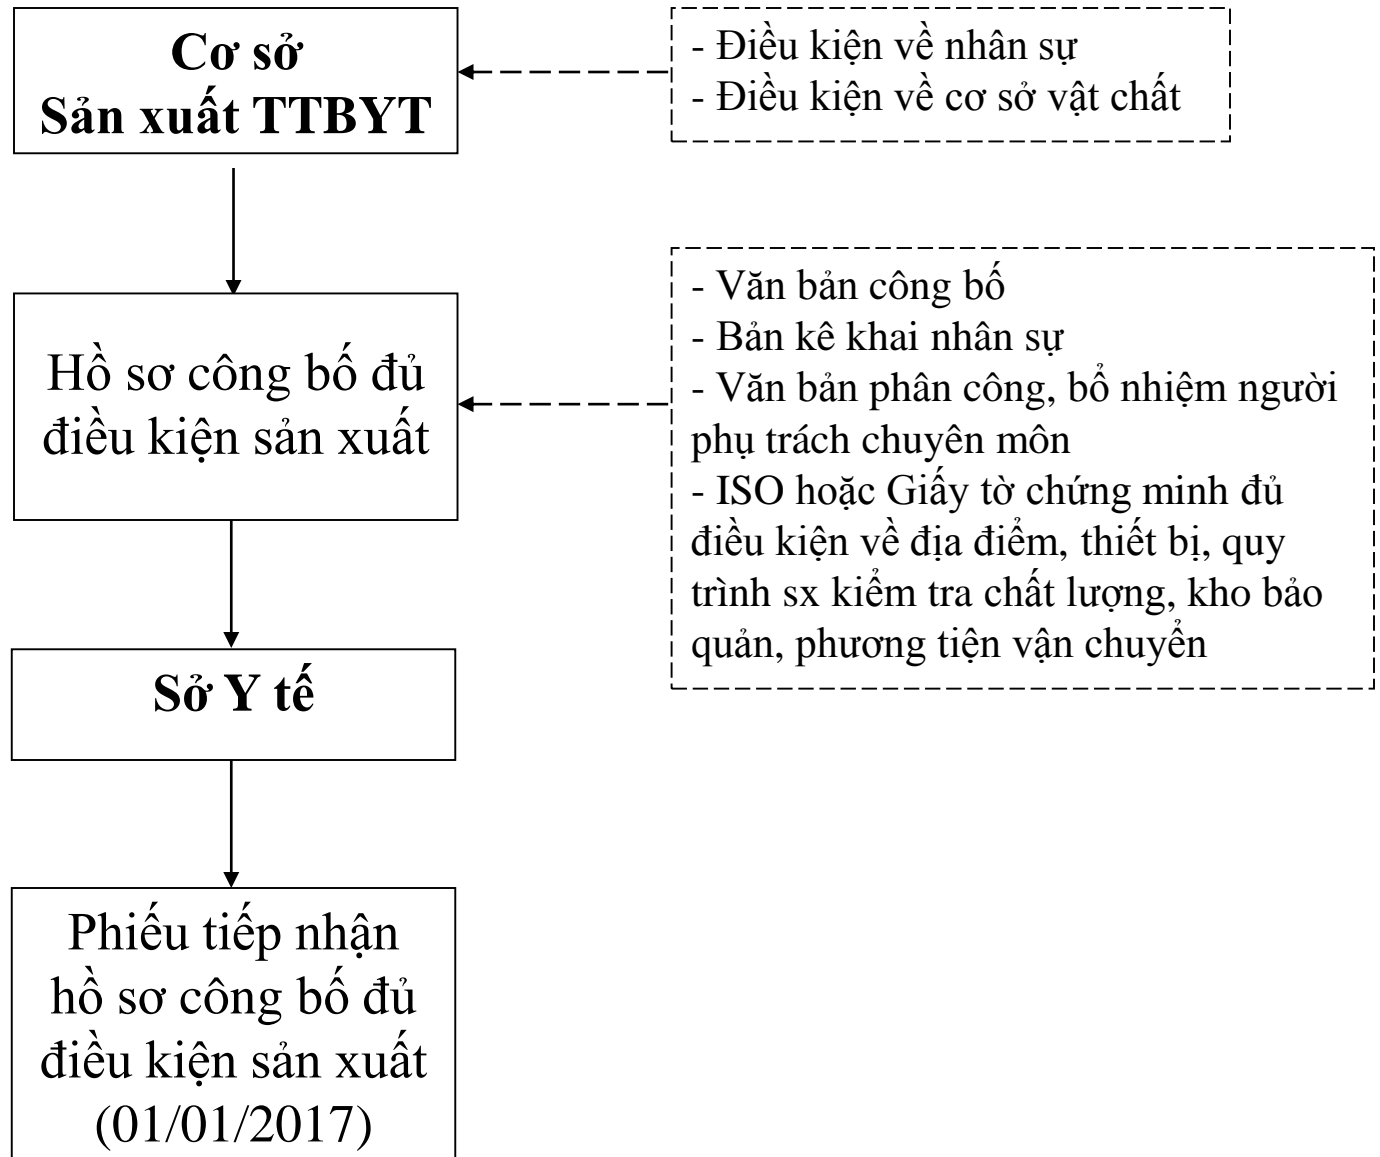 Cơ sở
Sản xuất TTBYT
- Điều kiện về nhân sự
- Điều kiện về cơ sở vật chất
Hồ sơ công bố đủ
điều kiện sản xuất
- Văn bản công bố
- Bản kê khai nhân sự
- Văn bản phân công, bổ nhiệm người
phụ trách chuyên môn
- ISO hoặc Giấy tờ chứng minh đủ
điều kiện về địa điểm, thiết bị, quy
trình sx kiểm tra chất lượng, kho bảo
quản, phương tiện vận chuyển
Sở Y tế
Phiếu tiếp nhận
hồ sơ công bố đủ
điều kiện sản xuất
(01/01/2017)